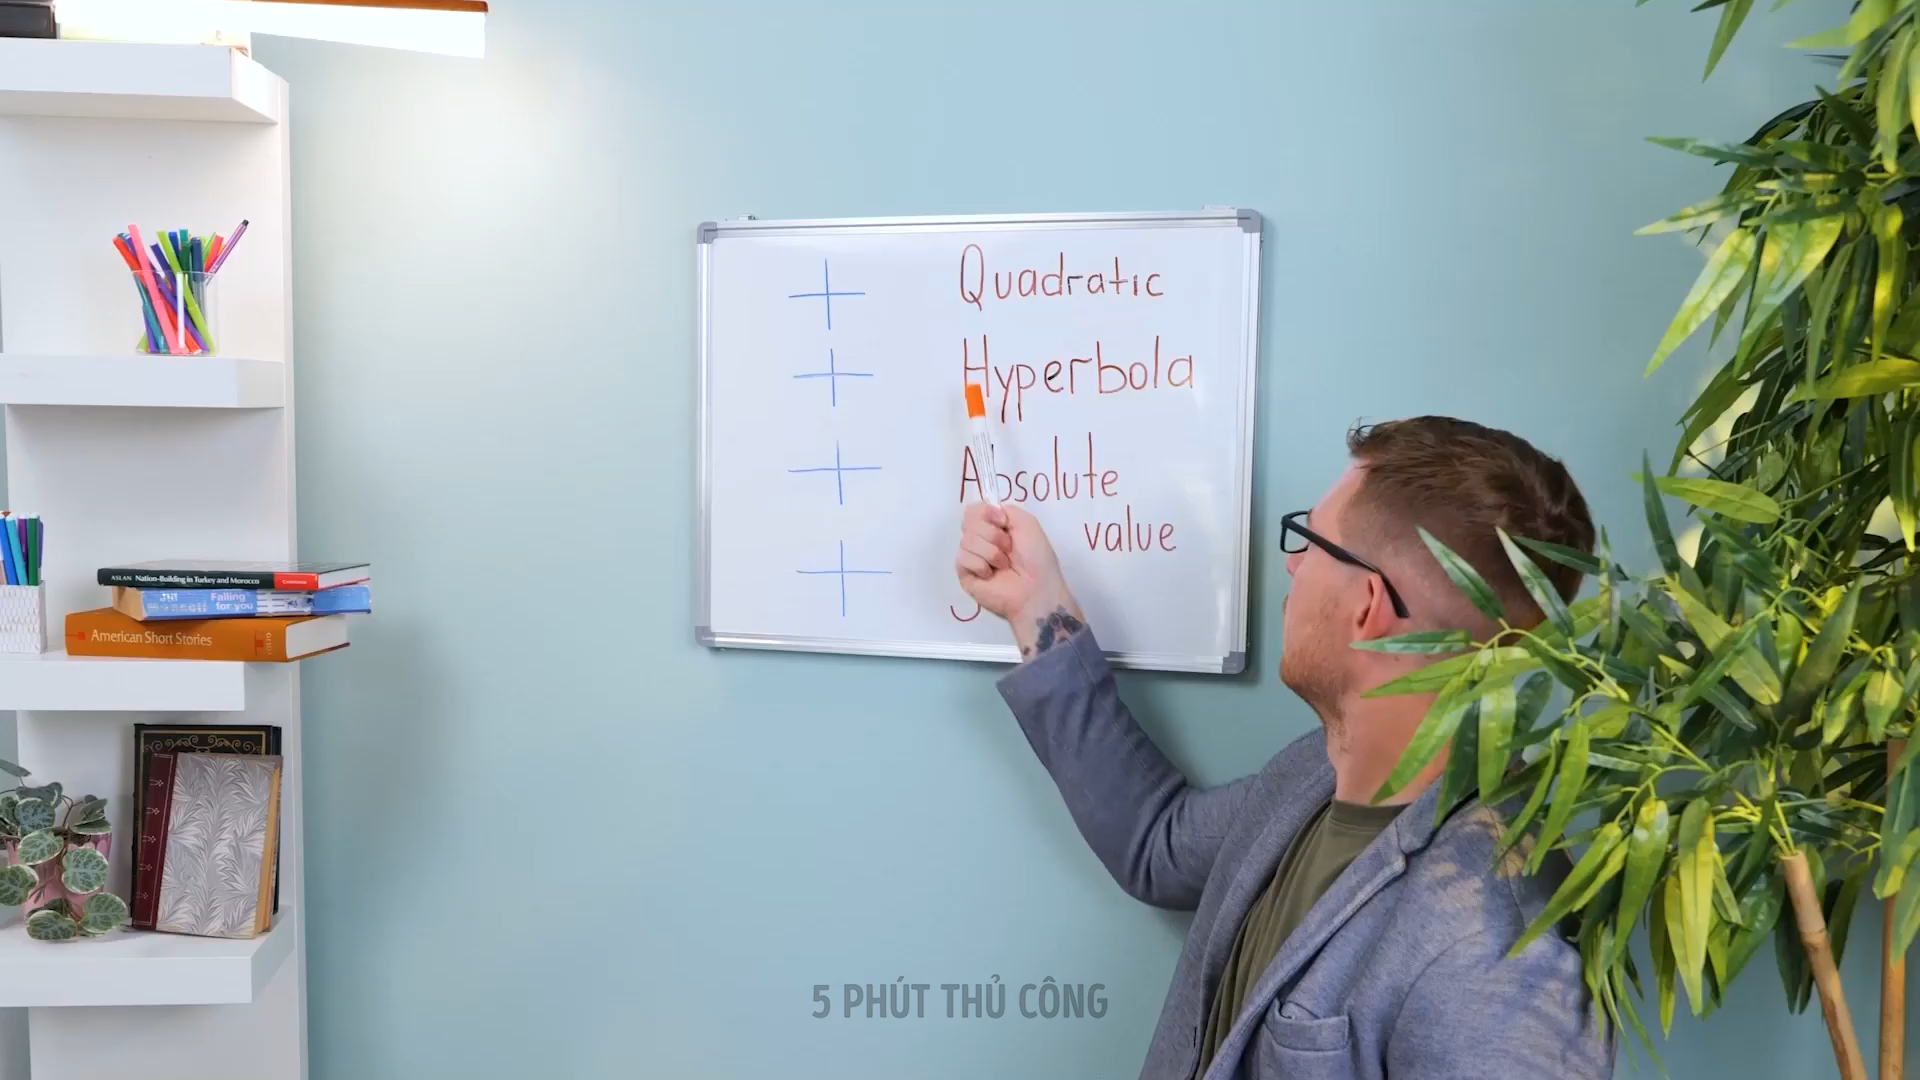 Quadratic
Hyperbola
Absolute
value
ASLAN Nation-Building in Turkey and Morocco
Falling
for you
American Short Stories
5 PHÚT THỦ CÔNG